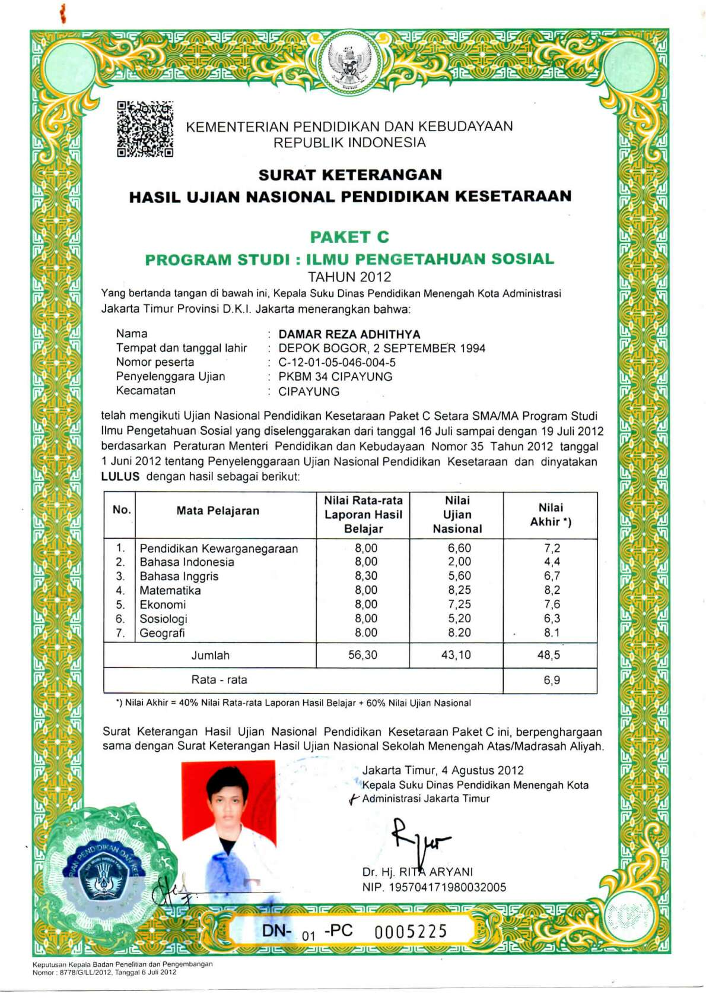 KEMENTERIAN PENDIDIKAN DAN KEBUDAYAAN
REPUBLIK INDONESIA
SURAT KETERANGAN
HASIL UJIAN NASIONAL PENDIDIKAN KESETARAAN
PAKET C
PROGRAM STUDI : ILMU PENGETAHUAN SOSIAL
TAHUN 2012
Yang bertanda tangan di bawah ini, Kepala Suku Dinas Pendidikan Menengah Kota Administrasi
Jakarta Timur Provinsi D.K.I. Jakarta menerangkan bahwa:
Nama : DAMAR REZA ADHITHYA
Tempat dan tanggal lahir : DEPOK BOGOR, 2 SEPTEMBER 1994
Nomor peserta : C-12-01-05-046-004-5
Penyelenggara Ujian : PKBM 34 CIPAYUNG
Kecamatan : CIPAYUNG
telah mengikuti Ujian Nasional Pendidikan Kesetaraan Paket C Setara SMA/MA Program Studi
Ilmu Pengetahuan Sosial yang diselenggarakan dari tanggal 16 Juli sampai dengan 19 Juli 2012
berdasarkan Peraturan Menteri Pendidikan dan Kebudayaan Nomor 35 Tahun 2012 tanggal
1 Juni 2012 tentang Penyelenggaraan Ujian Nasional Pendidikan Kesetaraan dan dinyatakan
LULUS dengan hasil sebagai berikut:
No. Mata Pelajaran Nilai Rata-rata Laporan Hasil Belajar Nilai Ujian Nasional Nilai Akhir *)
1. Pendidikan Kewarganegaraan 8,00 6,60 7,2
2. Bahasa Indonesia 8,00 2,00 4,4
3. Bahasa Inggris 8,30 5,60 6,7
4. Matematika 8,00 8,25 8,2
5. Ekonomi 8,00 7,25 7,6
6. Sosiologi 8,00 5,20 6,3
7. Geografi 8.00 8.20 8.1
Jumlah 56,30 43,10 48,5
Rata - rata 6,9
*) Nilai Akhir = 40% Nilai Rata-rata Laporan Hasil Belajar + 60% Nilai Ujian Nasional
Surat Keterangan Hasil Ujian Nasional Pendidikan Kesetaraan Paket C ini, berpenghargaan
sama dengan Surat Keterangan Hasil Ujian Nasional Sekolah Menengah Atas/Madrasah Aliyah.
Jakarta Timur, 4 Agustus 2012
Kepala Suku Dinas Pendidikan Menengah Kota
Administrasi Jakarta Timur
Dr. Hj. RITA ARYANI
NIP. 195704171980032005
DN- 01 -PC 0005225
Keputusan Kepala Badan Penelitian dan Pengembangan
Nomor : 8778/G/LL/2012, Tanggal 6 Juli 2012